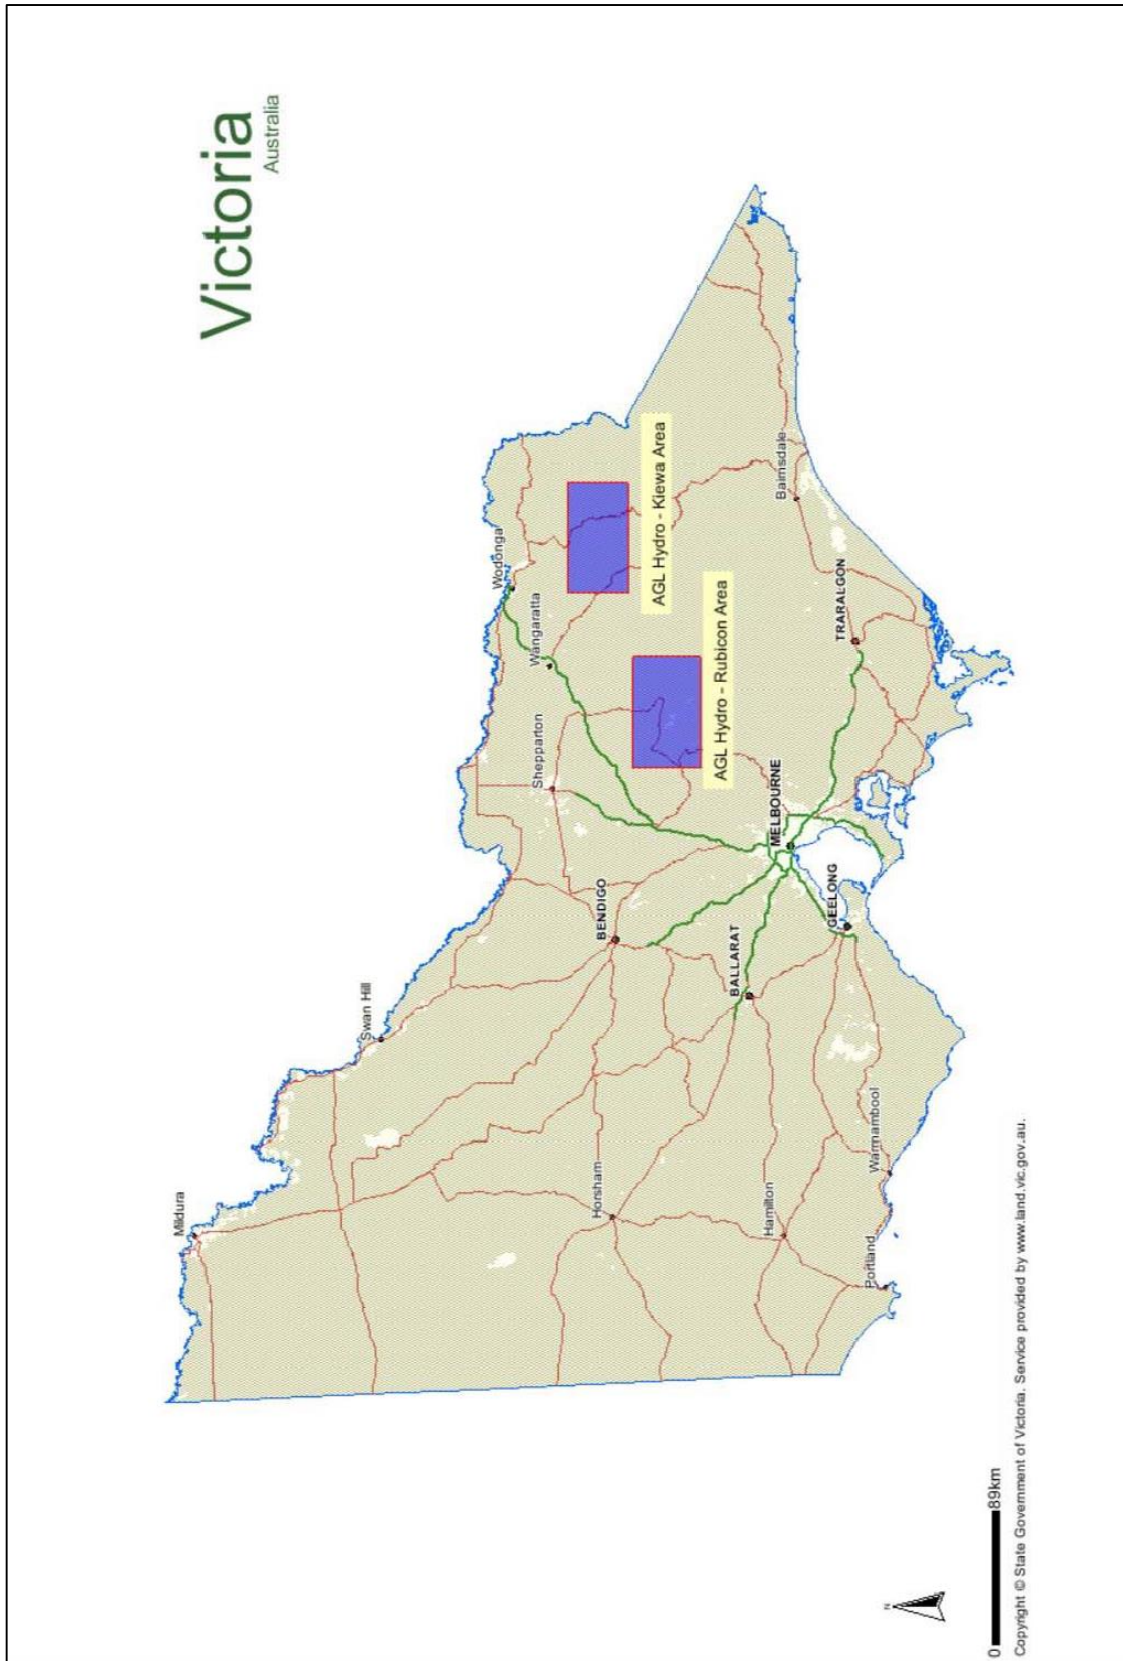 Victoria
Australia
Mildura
Swan Hill
Wodonga
Wangaratta
Shepparton
AGL Hydro - Kiewa Area
AGL Hydro - Rubicon Area
BENDIGO
Horsham
BALLARAT
MELBOURNE
GEELONG
TRARALGON
Bairnsdale
Hamilton
Warrnambool
Portland
N
0 89km
Copyright © State Government of Victoria. Service provided by www.land.vic.gov.au.